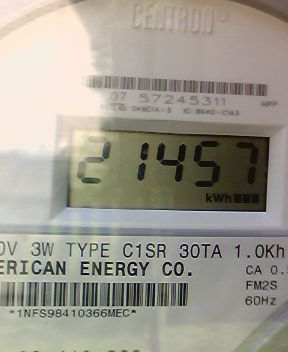 CENTRON
07 57245311
21457
kWh
0V 3W TYPE C1SR 30TA 1.0Kh
ERICAN ENERGY CO.
CA 0.
FM2S
60Hz
*1NFS98410366MEC*